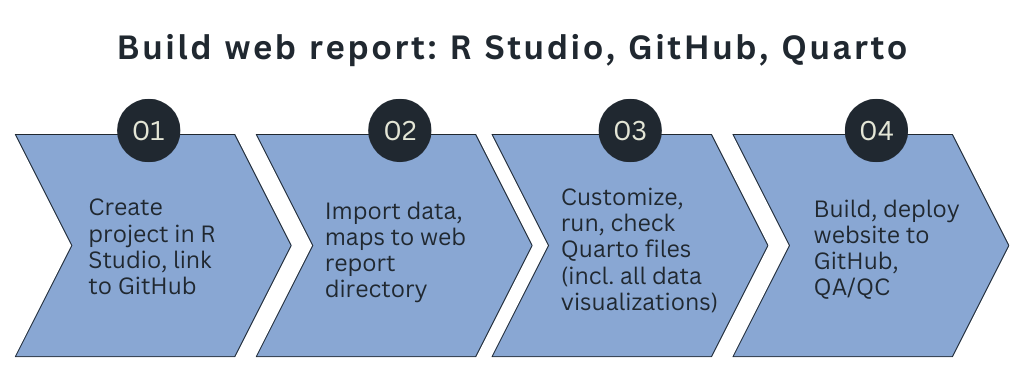 Build web report: R Studio, GitHub, Quarto
01
Create
project in R
Studio, link
to GitHub
02
Import data,
maps to web
report
directory
03
Customize,
run, check
Quarto files
(incl. all data
visualizations)
04
Build, deploy
website to
GitHub,
QA/QC